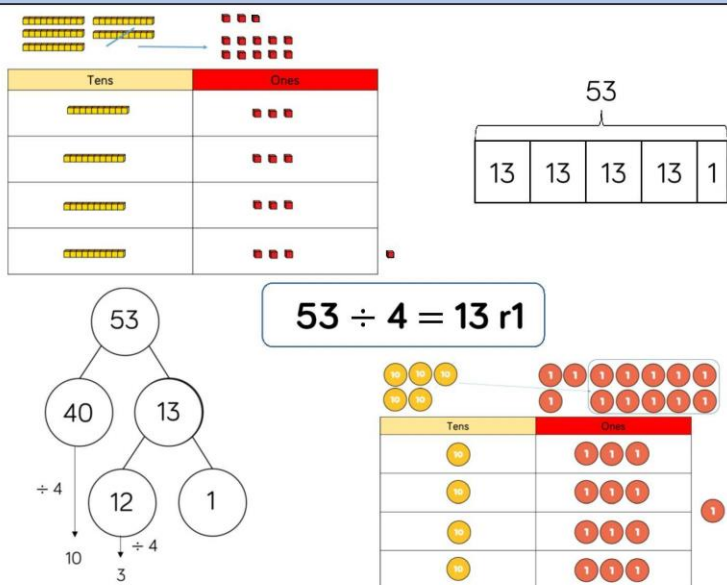 Tens Ones
53
13 13 13 13 1
53 ÷ 4 = 13 r1
53
40 13
÷ 4
12 1
÷ 4
10
3
10 10 10 1 1 1 1 1 1 1
10 10 1 1 1 1 1 1
Tens Ones
10 1 1 1
10 1 1 1
1
10 1 1 1
10 1 1 1